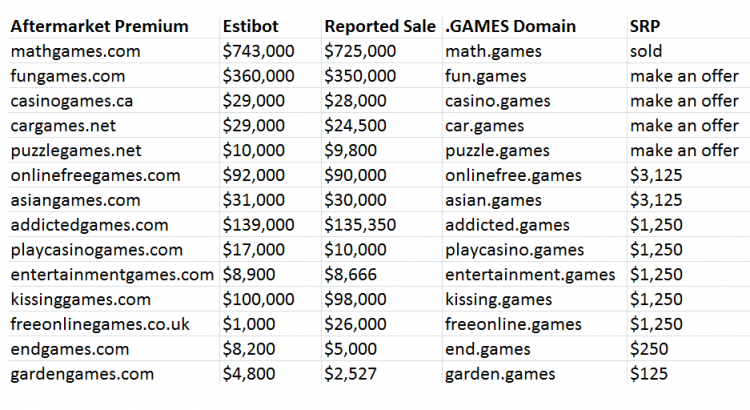 Aftermarket Premium Estibot Reported Sale .GAMES Domain SRP
mathgames.com $743,000 $725,000 math.games sold
fungames.com $360,000 $350,000 fun.games make an offer
casinogames.ca $29,000 $28,000 casino.games make an offer
cargames.net $29,000 $24,500 car.games make an offer
puzzlegames.net $10,000 $9,800 puzzle.games make an offer
onlinefreegames.com $92,000 $90,000 onlinefree.games $3,125
asiangames.com $31,000 $30,000 asian.games $3,125
addictedgames.com $139,000 $135,350 addicted.games $1,250
playcasinogames.com $17,000 $10,000 playcasino.games $1,250
entertainmentgames.com $8,900 $8,666 entertainment.games $1,250
kissinggames.com $100,000 $98,000 kissing.games $1,250
freeonlinegames.co.uk $1,000 $26,000 freeonline.games $1,250
endgames.com $8,200 $5,000 end.games $250
gardengames.com $4,800 $2,527 garden.games $125